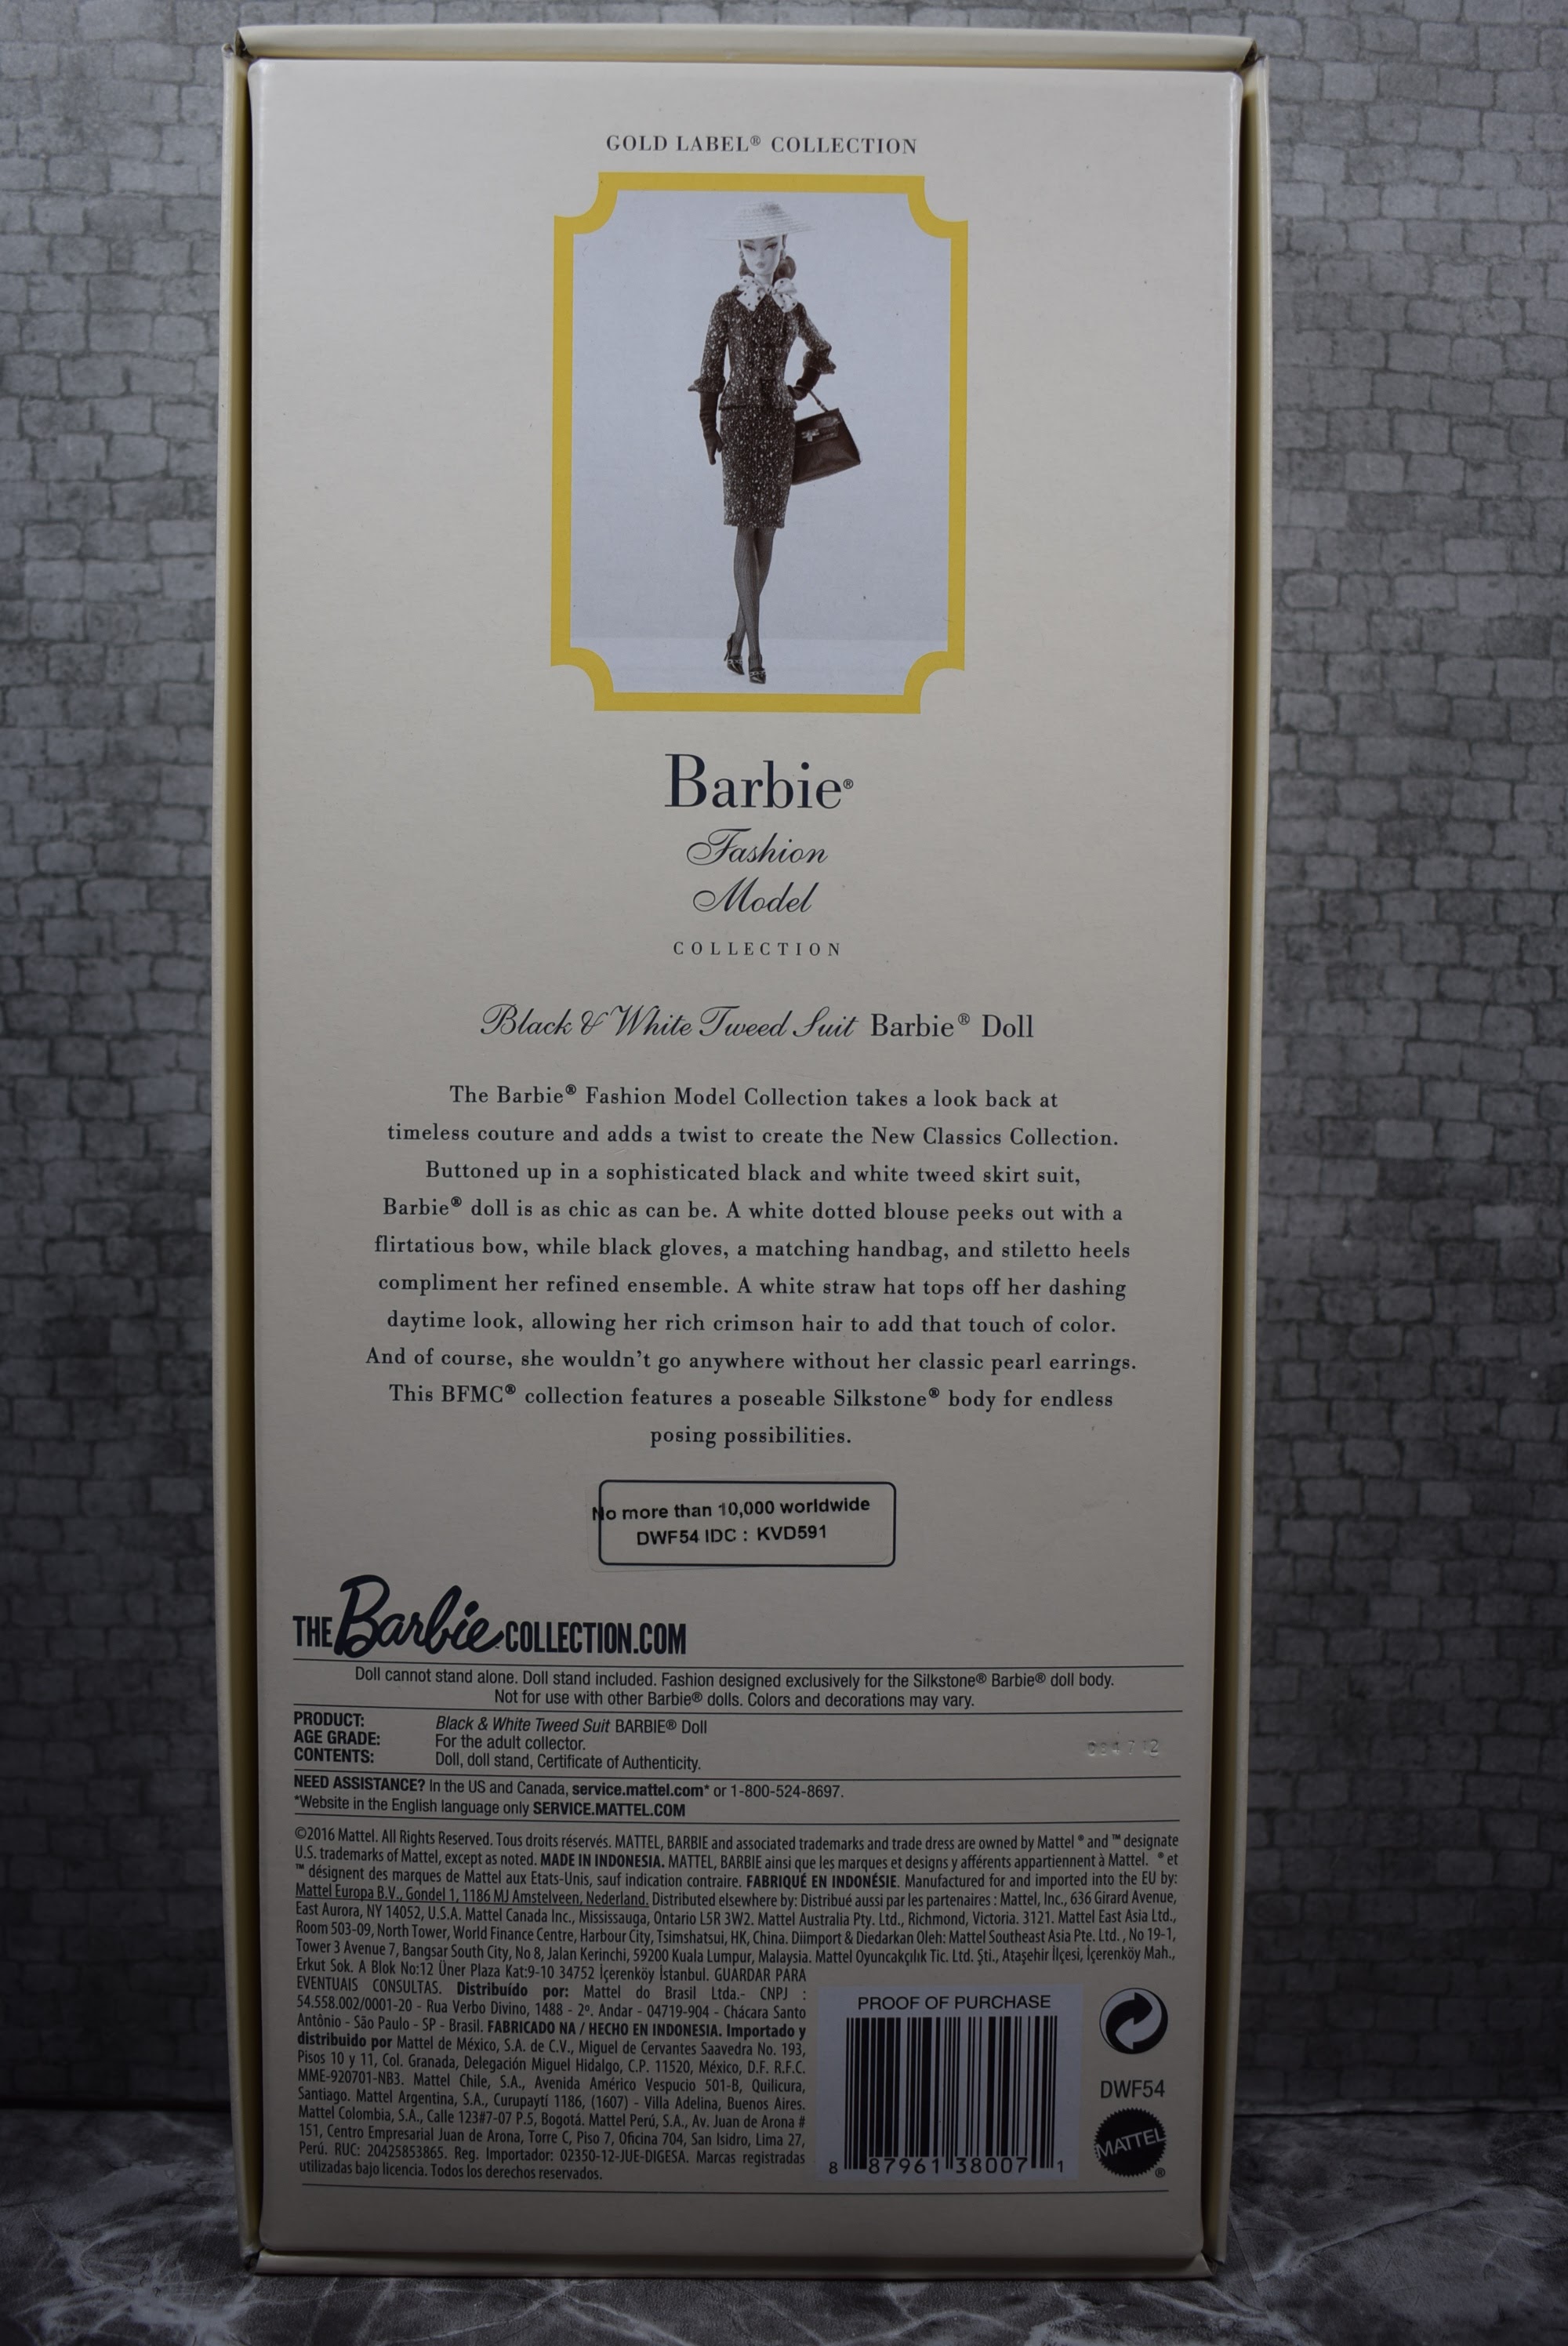 GOLD LABEL® COLLECTION
Barbie®
Fashion
Model
COLLECTION
Black & White Tweed Suit Barbie® Doll
The Barbie® Fashion Model Collection takes a look back at
timeless couture and adds a twist to create the New Classics Collection.
Buttoned up in a sophisticated black and white tweed skirt suit,
Barbie® doll is as chic as can be. A white dotted blouse peeks out with a
flirtatious bow, while black gloves, a matching handbag, and stiletto heels
compliment her refined ensemble. A white straw hat tops off her dashing
daytime look, allowing her rich crimson hair to add that touch of color.
And of course, she wouldn't go anywhere without her classic pearl earrings.
This BFMC® collection features a poseable Silkstone® body for endless
posing possibilities.
No more than 10,000 worldwide
DWF54 IDC : KVD591
THE Barbie COLLECTION.COM
Doll cannot stand alone. Doll stand included. Fashion designed exclusively for the Silkstone® Barbie® doll body.
Not for use with other Barbie® dolls. Colors and decorations may vary.
PRODUCT: Black & White Tweed Suit BARBIE® Doll
AGE GRADE: For the adult collector.
CONTENTS: Doll, doll stand, Certificate of Authenticity.
NEED ASSISTANCE? In the US and Canada, service.mattel.com* or 1-800-524-8697.
*Website in the English language only SERVICE.MATTEL.COM
©2016 Mattel. All Rights Reserved. Tous droits réservés. MATTEL, BARBIE and associated trademarks and trade dress are owned by Mattel ® and ™ designate
U.S. trademarks of Mattel, except as noted. MADE IN INDONESIA. MATTEL, BARBIE ainsi que les marques et designs y afférents appartiennent à Mattel. ® et
™ désignent des marques de Mattel aux Etats-Unis, sauf indication contraire. FABRIQUÉ EN INDONÉSIE. Manufactured for and imported into the EU by:
Mattel Europa B.V., Gondel 1, 1186 MJ Amstelveen, Nederland. Distributed elsewhere by: Distribué aussi par les partenaires : Mattel, Inc., 636 Girard Avenue,
East Aurora, NY 14052, U.S.A. Mattel Canada Inc., Mississauga, Ontario L5R 3W2. Mattel Australia Pty. Ltd., Richmond, Victoria. 3121. Mattel East Asia Ltd.,
Room 503-09, North Tower, World Finance Centre, Harbour City, Tsimshatsui, HK, China. Diimport & Diedarkan Oleh: Mattel Southeast Asia Pte. Ltd. , No 19-1,
Tower 3 Avenue 7, Bangsar South City, No 8, Jalan Kerinchi, 59200 Kuala Lumpur, Malaysia. Mattel Oyuncakçılık Tic. Ltd. Şti., Ataşehir İlçesi, İçerenköy Mah.,
Erkut Sok. A Blok No:12 Üner Plaza Kat:9-10 34752 İçerenköy İstanbul. GUARDAR PARA
EVENTUAIS CONSULTAS. Distribuído por: Mattel do Brasil Ltda.- CNPJ :
54.558.002/0001-20 - Rua Verbo Divino, 1488 - 2º. Andar - 04719-904 - Chácara Santo
Antônio - São Paulo - SP - Brasil. FABRICADO NA / HECHO EN INDONESIA. Importado y
distribuido por Mattel de México, S.A. de C.V., Miguel de Cervantes Saavedra No. 193,
Pisos 10 y 11, Col. Granada, Delegación Miguel Hidalgo, C.P. 11520, México, D.F. R.F.C.
MME-920701-NB3. Mattel Chile, S.A., Avenida Américo Vespucio 501-B, Quilicura,
Santiago. Mattel Argentina, S.A., Curupaytí 1186, (1607) - Villa Adelina, Buenos Aires.
Mattel Colombia, S.A., Calle 123#7-07 P.5, Bogotá. Mattel Perú, S.A., Av. Juan de Arona #
151, Centro Empresarial Juan de Arona, Torre C, Piso 7, Oficina 704, San Isidro, Lima 27,
Perú. RUC: 20425853865. Reg. Importador: 02350-12-JUE-DIGESA. Marcas registradas
utilizadas bajo licencia. Todos los derechos reservados.
PROOF OF PURCHASE
8 87961 38007 1
DWF54
MATTEL®